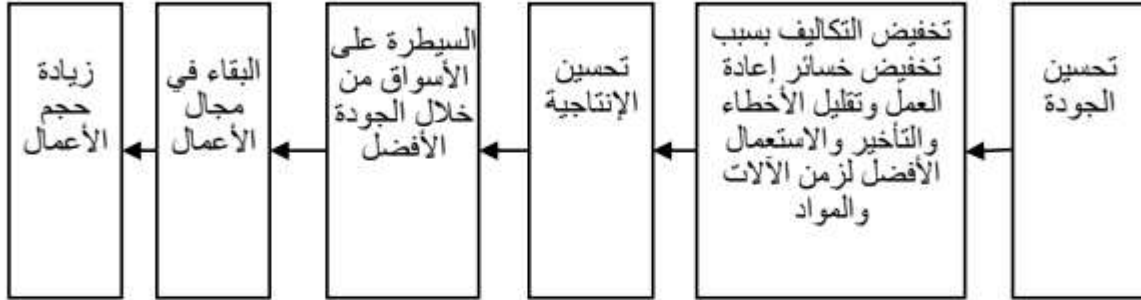 تحسين
الجودة
تخفيض التكاليف بسبب
تخفيض خسائر إعادة
العمل وتقليل الأخطاء
والتأخير والاستعمال
الأفضل لزمن الآلات
والمواد
تحسين
الإنتاجية
السيطرة على
الأسواق من
خلال الجودة
الأفضل
البقاء في
مجال
الأعمال
زيادة
حجم
الأعمال